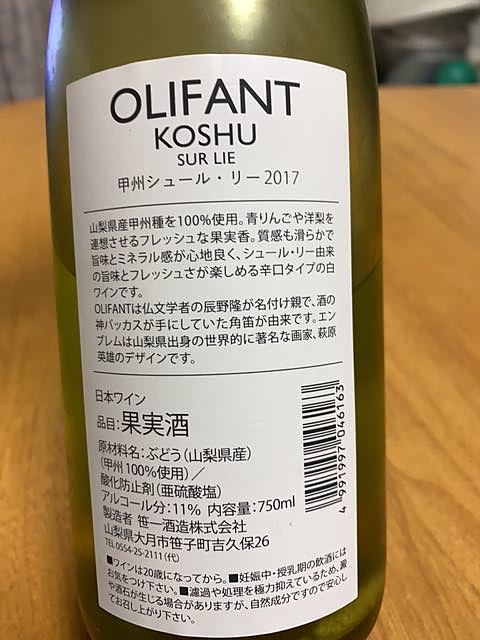 OLIFANT
KOSHU
SUR LIE
甲州シュール・リー2017
山梨県産甲州種を100%使用。青りんごや洋梨を
連想させるフレッシュな果実香。質感も滑らかで
旨味とミネラル感が心地良く、シュール・リー由来
の旨味とフレッシュさが楽しめる辛口タイプの白
ワインです。
OLIFANTは仏文学者の辰野隆が名付け親で、酒の
神バッカスが手にしていた角笛が由来です。エン
ブレムは山梨県出身の世界的に著名な画家、萩原
英雄のデザインです。
日本ワイン
品目:果実酒
原材料名:ぶどう(山梨県産)
(甲州 100%使用)/
酸化防止剤(亜硫酸塩)
アルコール分:11% 内容量:750ml
製造者 笹一酒造株式会社
山梨県大月市笹子町吉久保26
TEL 0554-25-2111(代)
■ワインは20歳になってから。■妊娠中・授乳期の飲酒には
お気をつけ下さい。■濾過や処理を極力抑えているため、澱
や酒石が生じる場合がありますが、自然成分ですので安心し
てお召し上がり下さい。
4 991997 046163